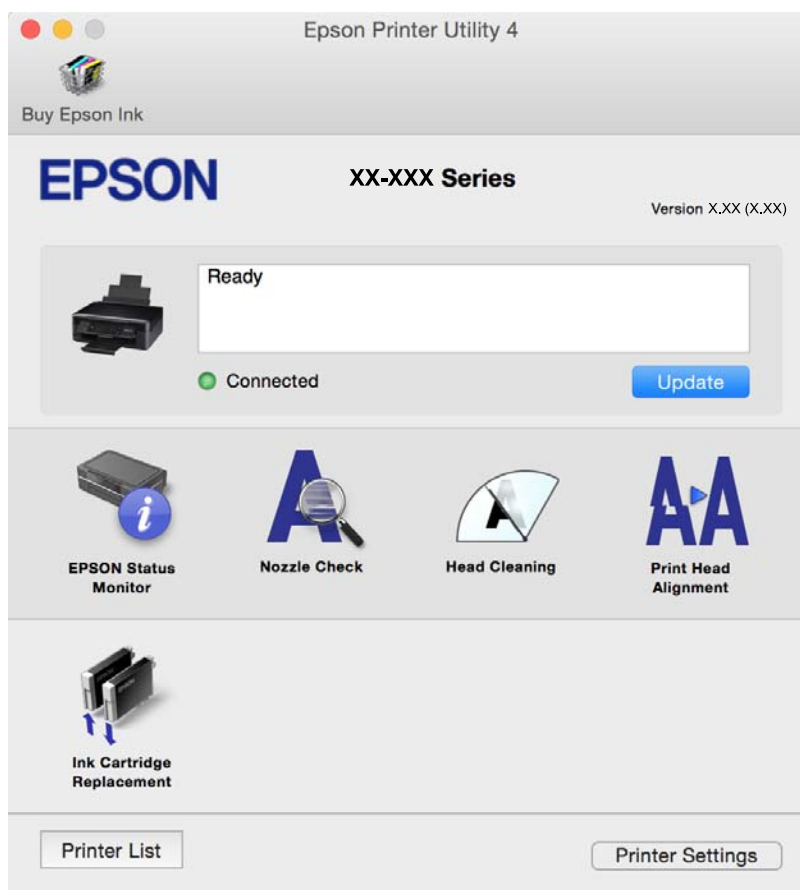 Epson Printer Utility 4
Buy Epson Ink
EPSON
XX-XXX Series
Version X.XX (X.XX)
Ready
Connected
Update
EPSON Status
Monitor
Nozzle Check
Head Cleaning
Print Head
Alignment
Ink Cartridge
Replacement
Printer List
Printer Settings